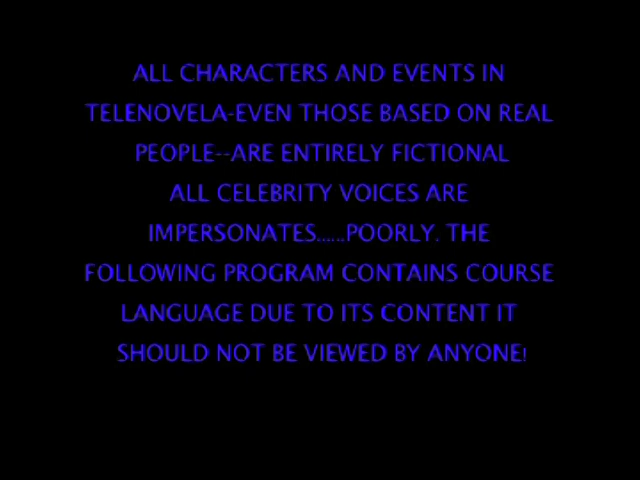 ALL CHARACTERS AND EVENTS IN
TELENOVELA-EVEN THOSE BASED ON REAL
PEOPLE--ARE ENTIRELY FICTIONAL
ALL CELEBRITY VOICES ARE
IMPERSONATES......POORLY. THE
FOLLOWING PROGRAM CONTAINS COURSE
LANGUAGE DUE TO ITS CONTENT IT
SHOULD NOT BE VIEWED BY ANYONE!